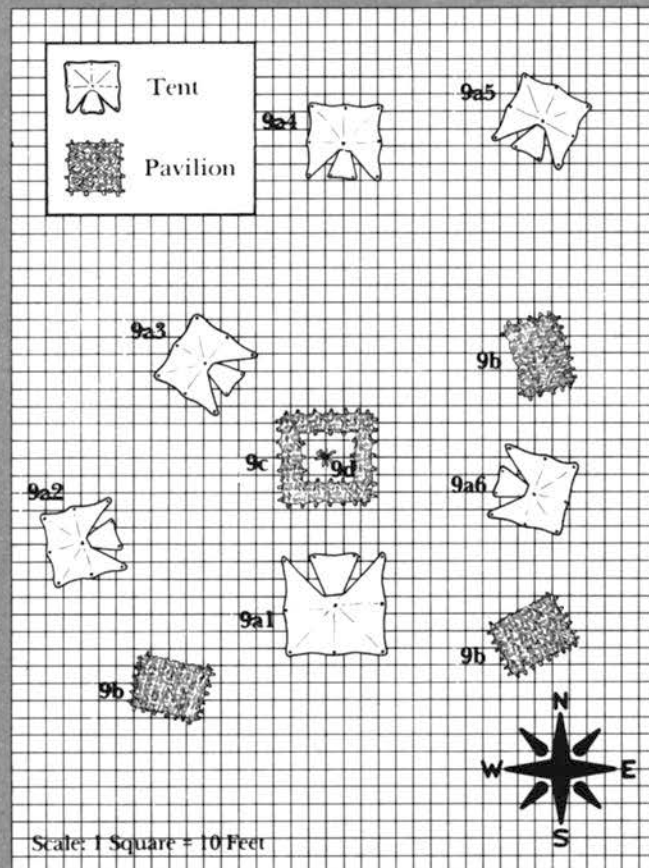 Tent
Pavilion
9a4
9a5
9a3
9b
9c
9d
9a2
9a6
9a1
9b
9b
N
W
E
S
Scale: 1 Square = 10 Feet